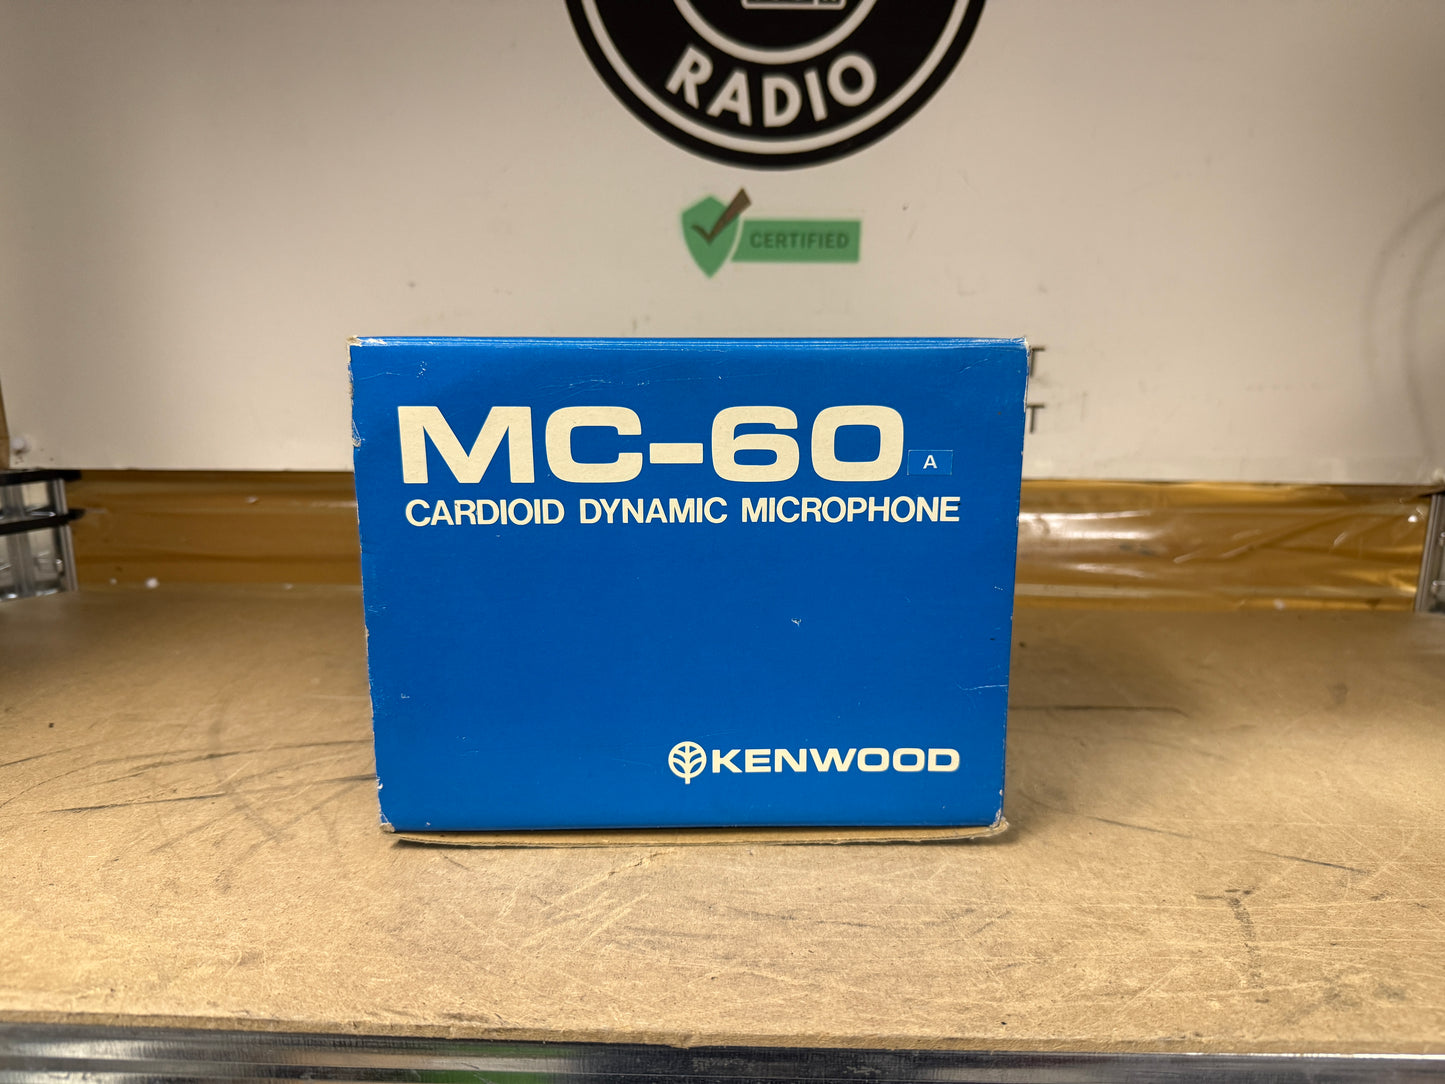 RADIO
CERTIFIED
MC-60 A
CARDIOID DYNAMIC MICROPHONE
KENWOOD